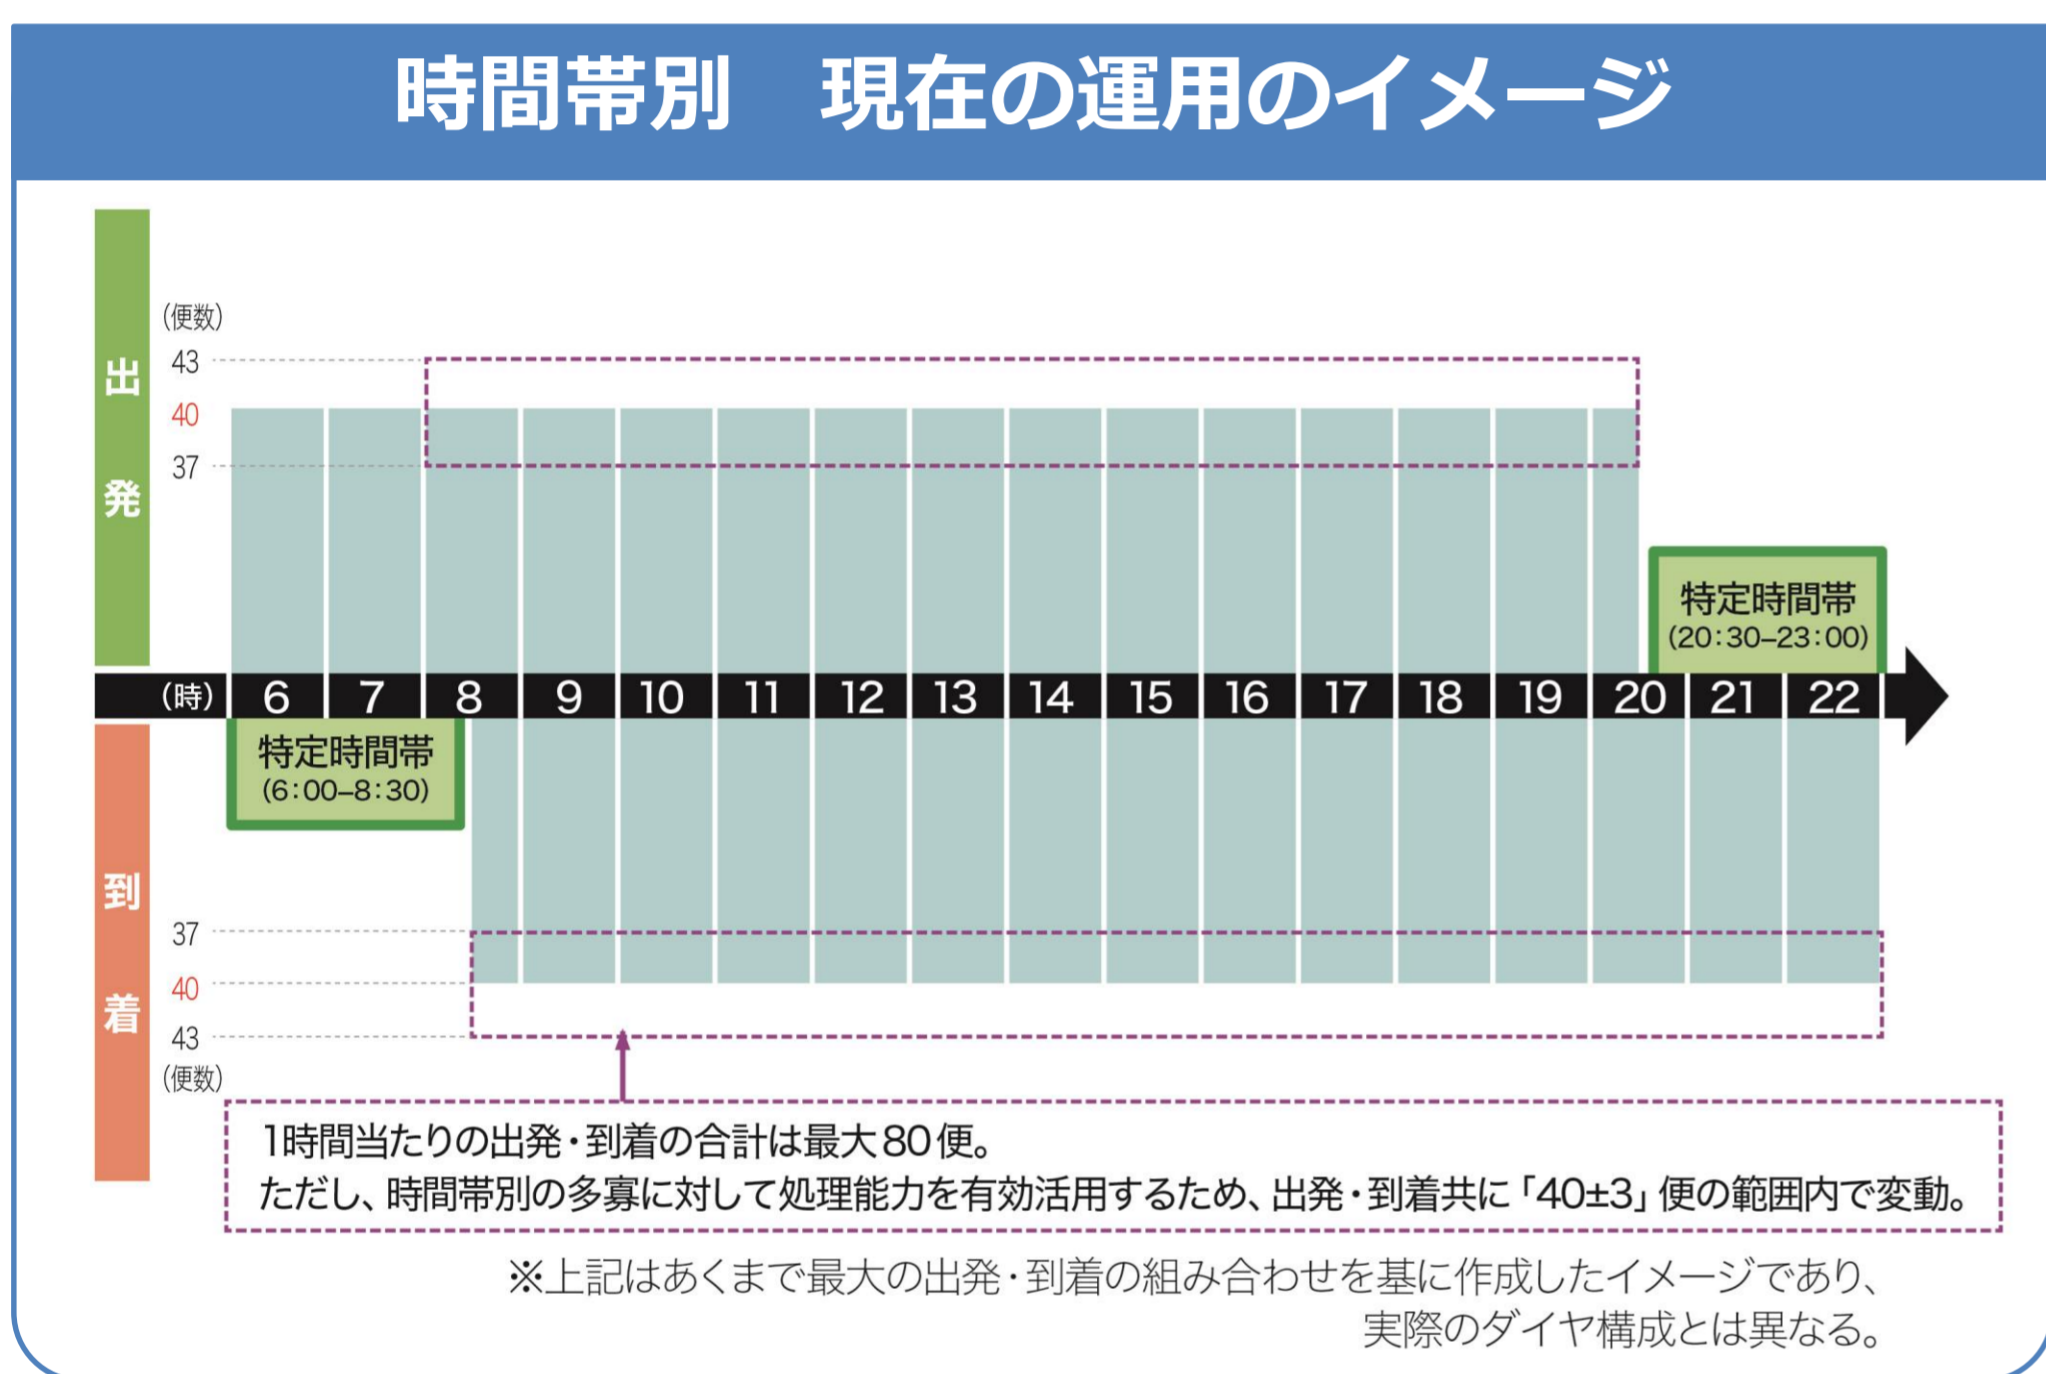 時間帯別　現在の運用のイメージ
出発
（便数）
43
40
37
特定時間帯
（20：30–23：00）
（時） 6 7 8 9 10 11 12 13 14 15 16 17 18 19 20 21 22
特定時間帯
（6：00–8：30）
到着
37
40
43
（便数）
1時間当たりの出発・到着の合計は最大80便。
ただし、時間帯別の多寡に対して処理能力を有効活用するため、出発・到着共に「40±3」便の範囲内で変動。
※上記はあくまで最大の出発・到着の組み合わせを基に作成したイメージであり、
実際のダイヤ構成とは異なる。